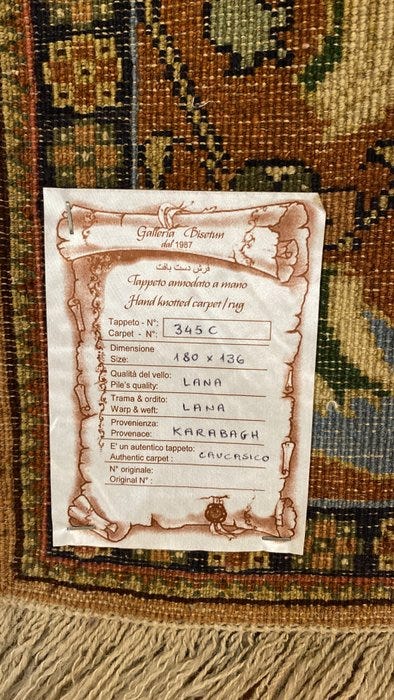 Galleria Bisetun
dal 1987
فرش دست بافت
Tappeto annodato a mano
Hand knotted carpet / rug
Tappeto - N°:
Carpet - N°: 345C
Dimensione
Size: 180 x 136
Qualità del vello:
Pile's quality: LANA
Trama & ordito:
Warp & weft: LANA
Provenienza:
Provenace: KARABAGH
E' un autentico tappeto:
Authentic carpet : CAUCASICO
N° originale:
Original N° :